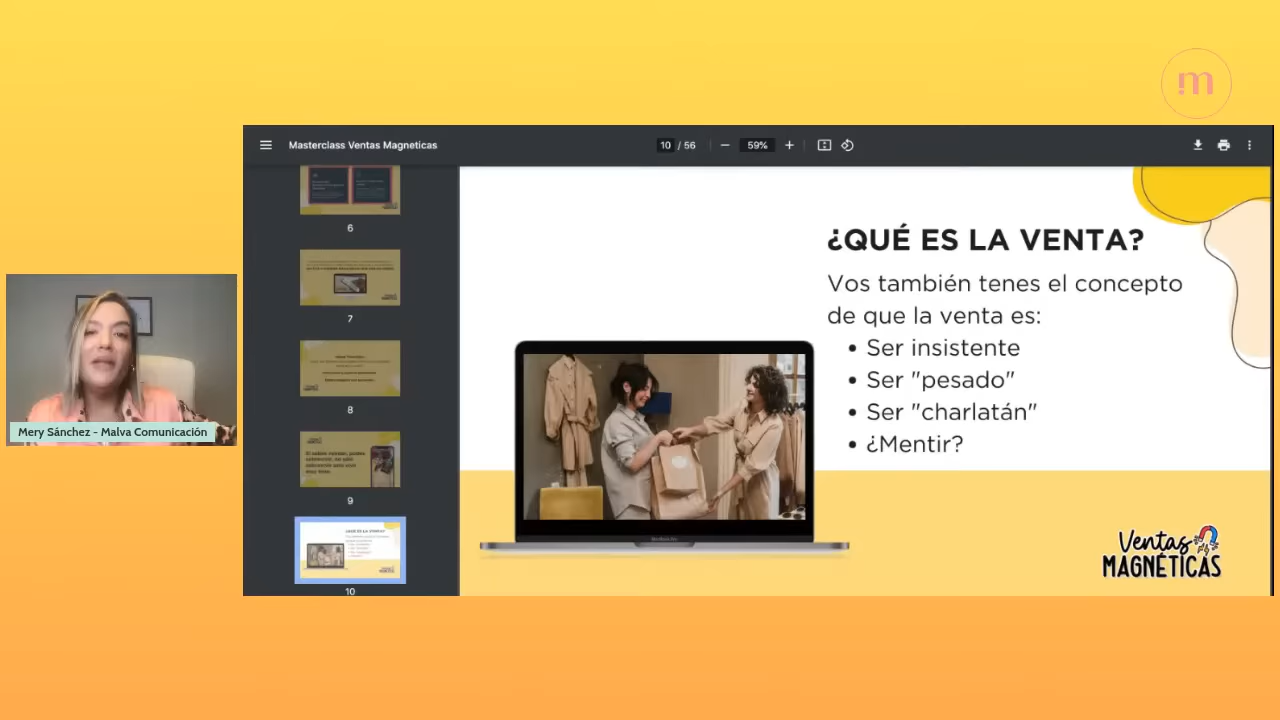 m
Masterclass Ventas Magneticas
10 / 56
59%
6
7
8
9
10
¿QUÉ ES LA VENTA?
Vos también tenes el concepto
de que la venta es:
• Ser insistente
• Ser "pesado"
• Ser "charlatán"
• ¿Mentir?
Mery Sánchez - Malva Comunicación
Ventas
MAGNÉTICAS